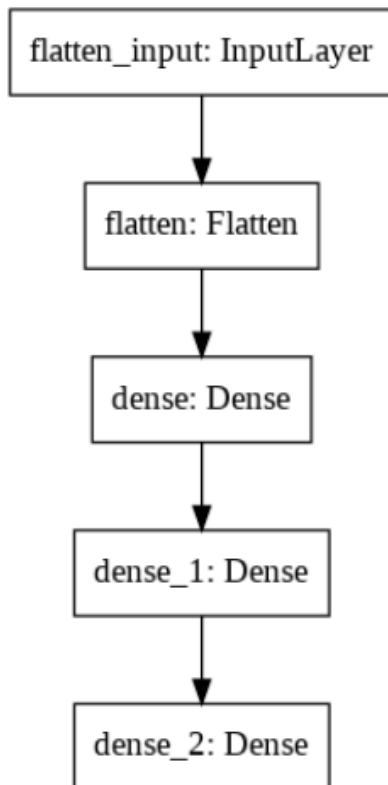 flatten_input: InputLayer
flatten: Flatten
dense: Dense
dense_1: Dense
dense_2: Dense